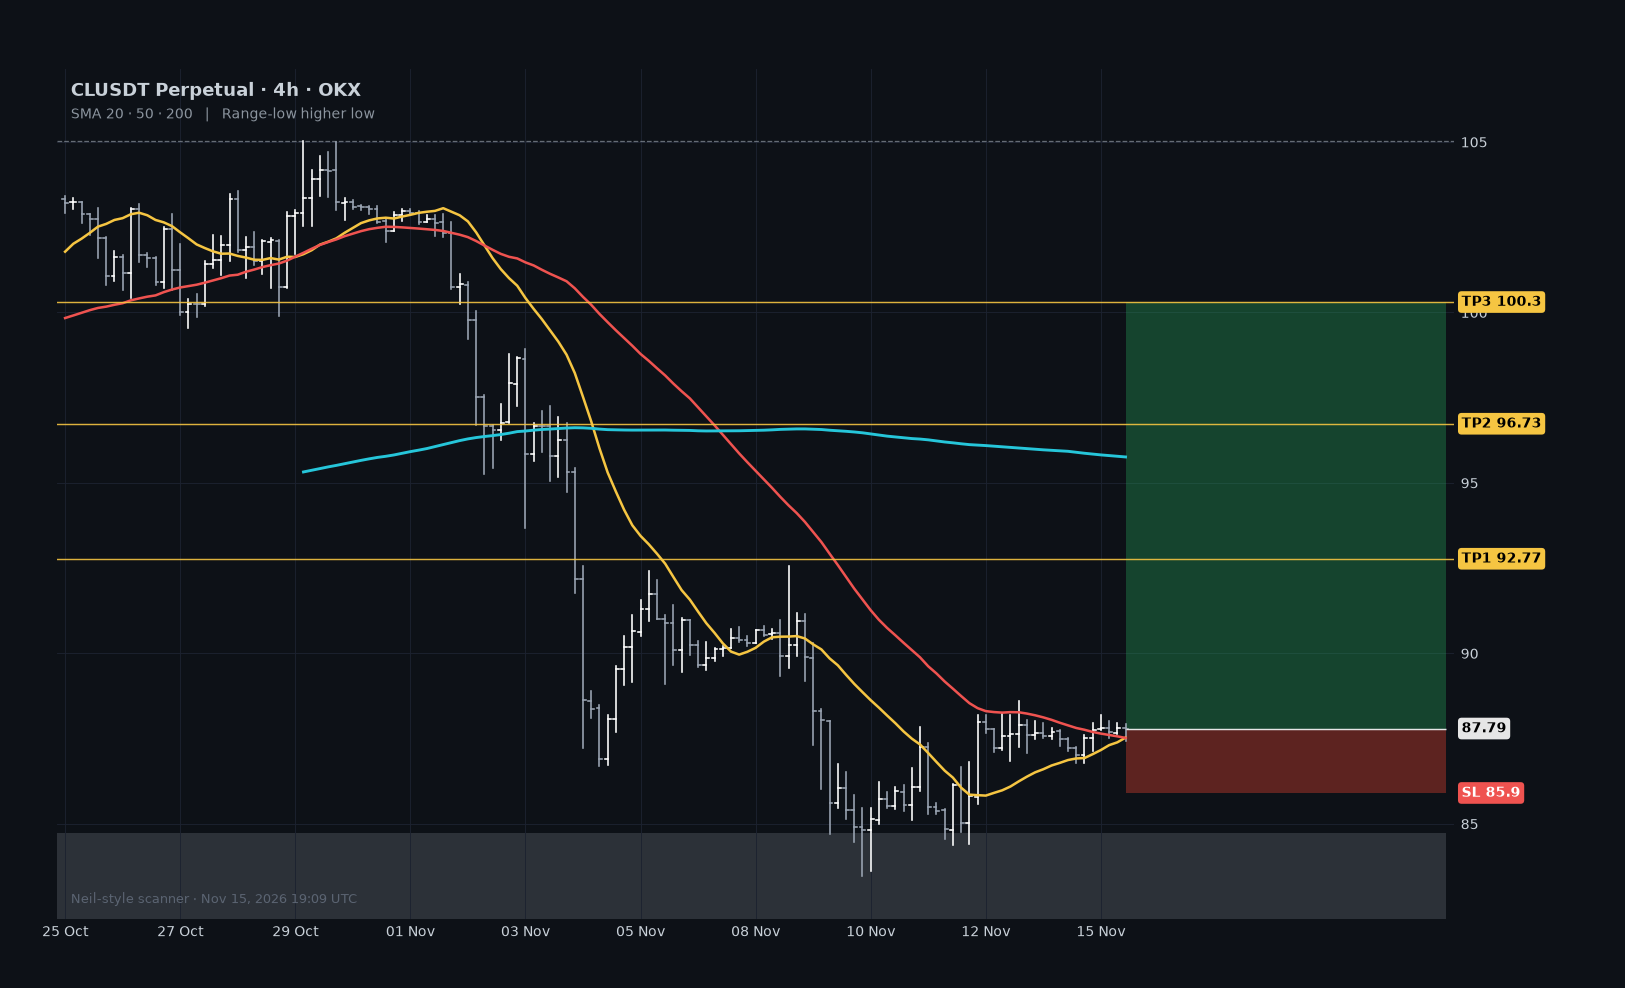 CLUSDT Perpetual · 4h · OKX
SMA 20 · 50 · 200 | Range-low higher low
105
TP3 100.3
100
TP2 96.73
95
TP1 92.77
90
87.79
SL 85.9
85
Neil-style scanner · Nov 15, 2026 19:09 UTC
25 Oct 27 Oct 29 Oct 01 Nov 03 Nov 05 Nov 08 Nov 10 Nov 12 Nov 15 Nov